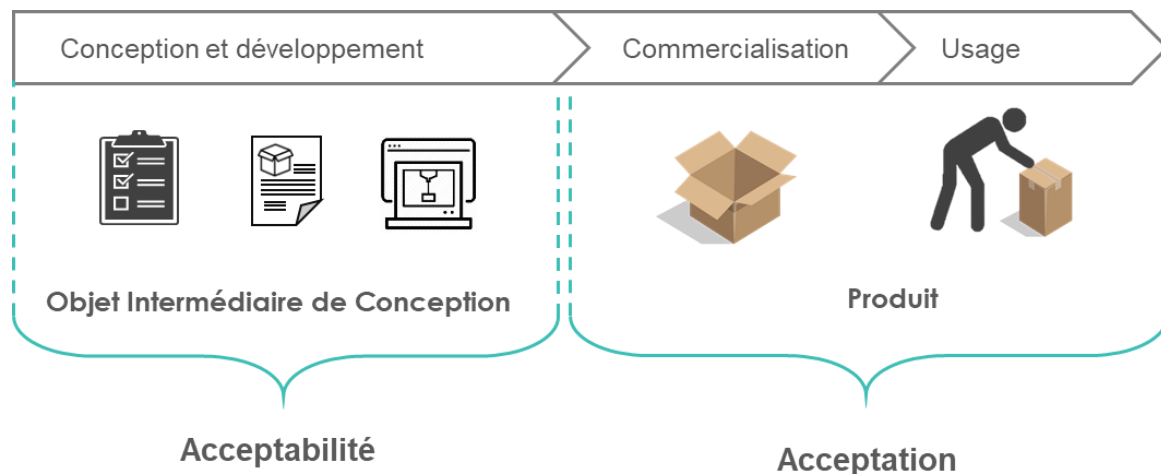 Conception et développement
Commercialisation
Usage
Objet Intermédiaire de Conception
Produit
Acceptabilité
Acceptation